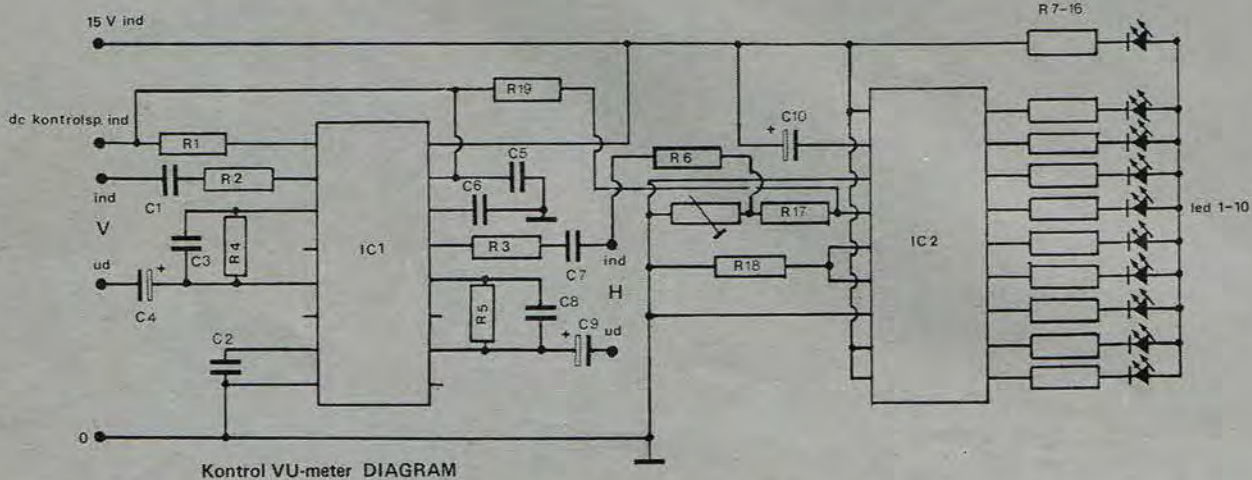 15 V ind
R7-16
R19
dc kontrolsp. ind
R1
C10
C5
R6
R2
C6
ind
C1
R17
led 1-10
V
R4
IC1
R3
IC2
C3
C7
ind
R18
ud
H
C4
R5
C8
C9
ud
C2
0
Kontrol VU-meter DIAGRAM
+
+
+